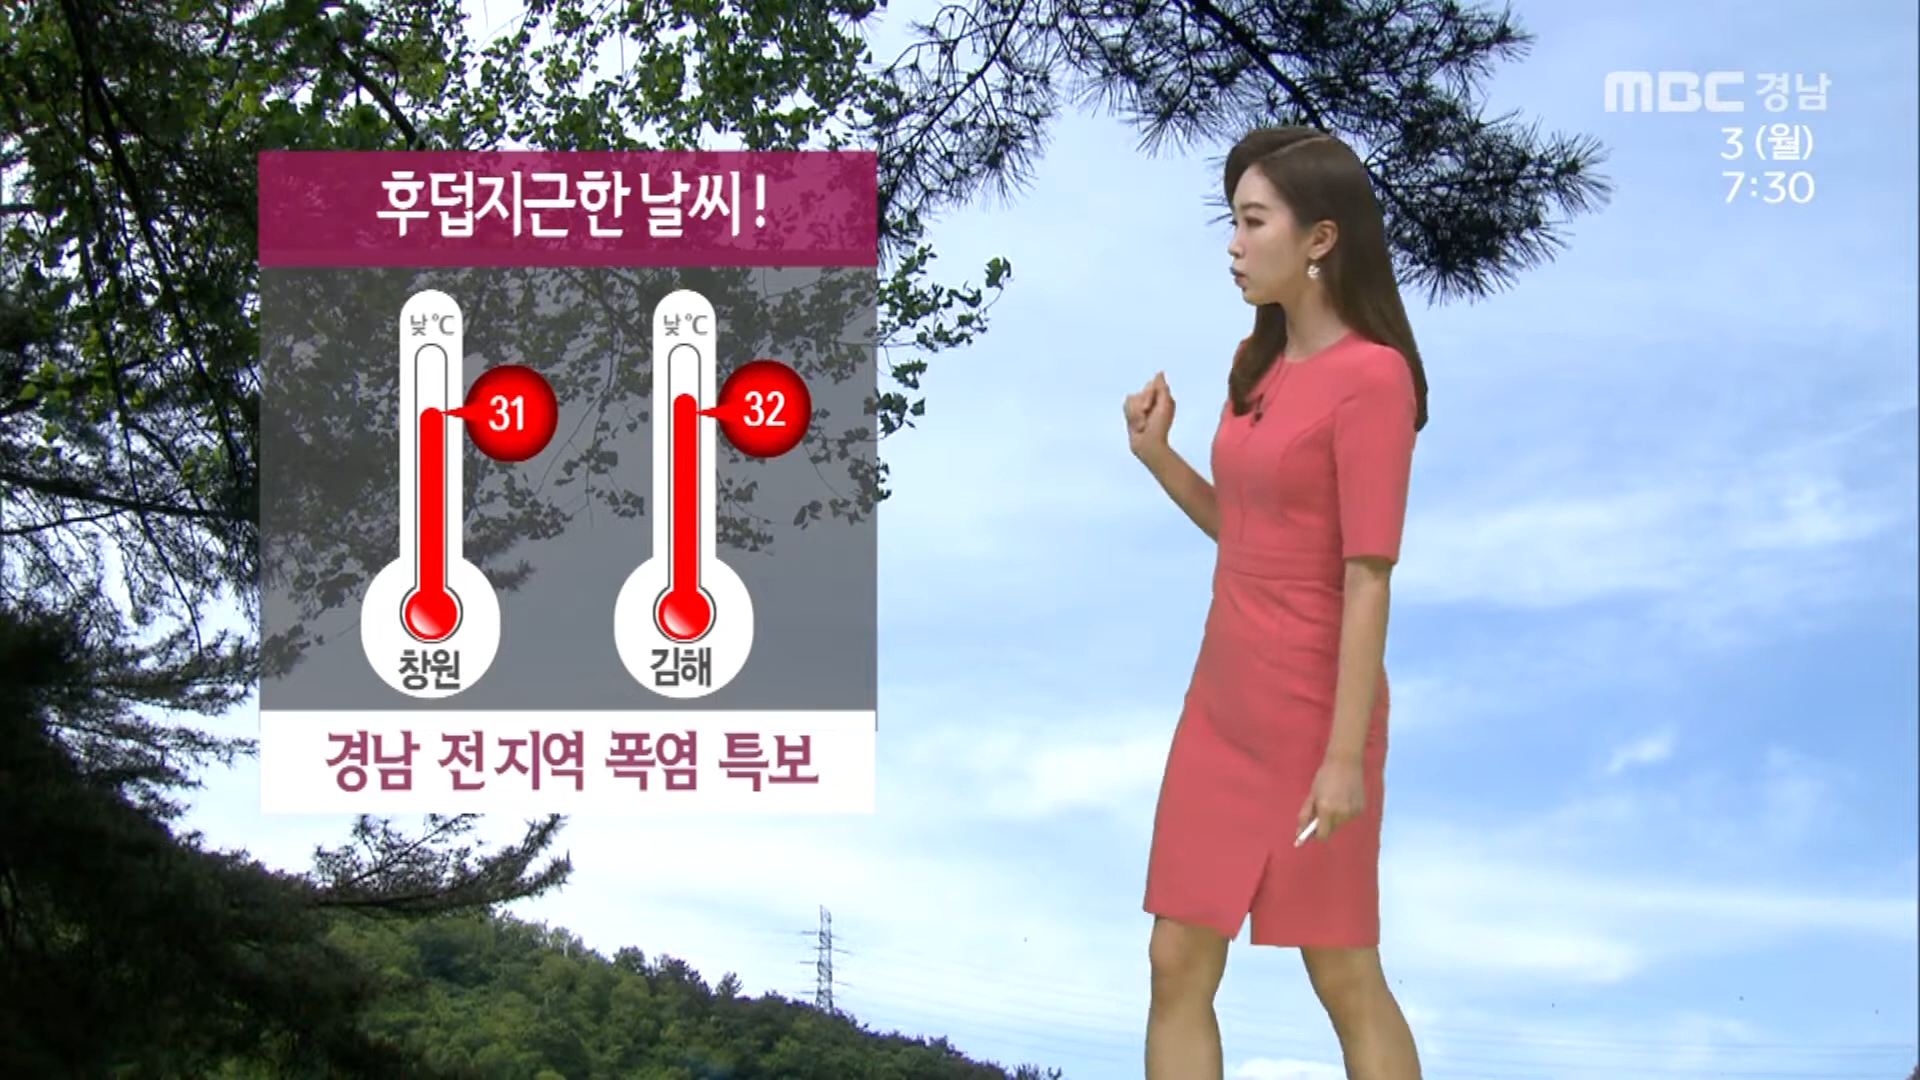 MBC 경남
3 (월)
7:30
후덥지근한 날씨!
낮 ℃
낮 ℃
31
32
창원
김해
경남 전 지역 폭염 특보